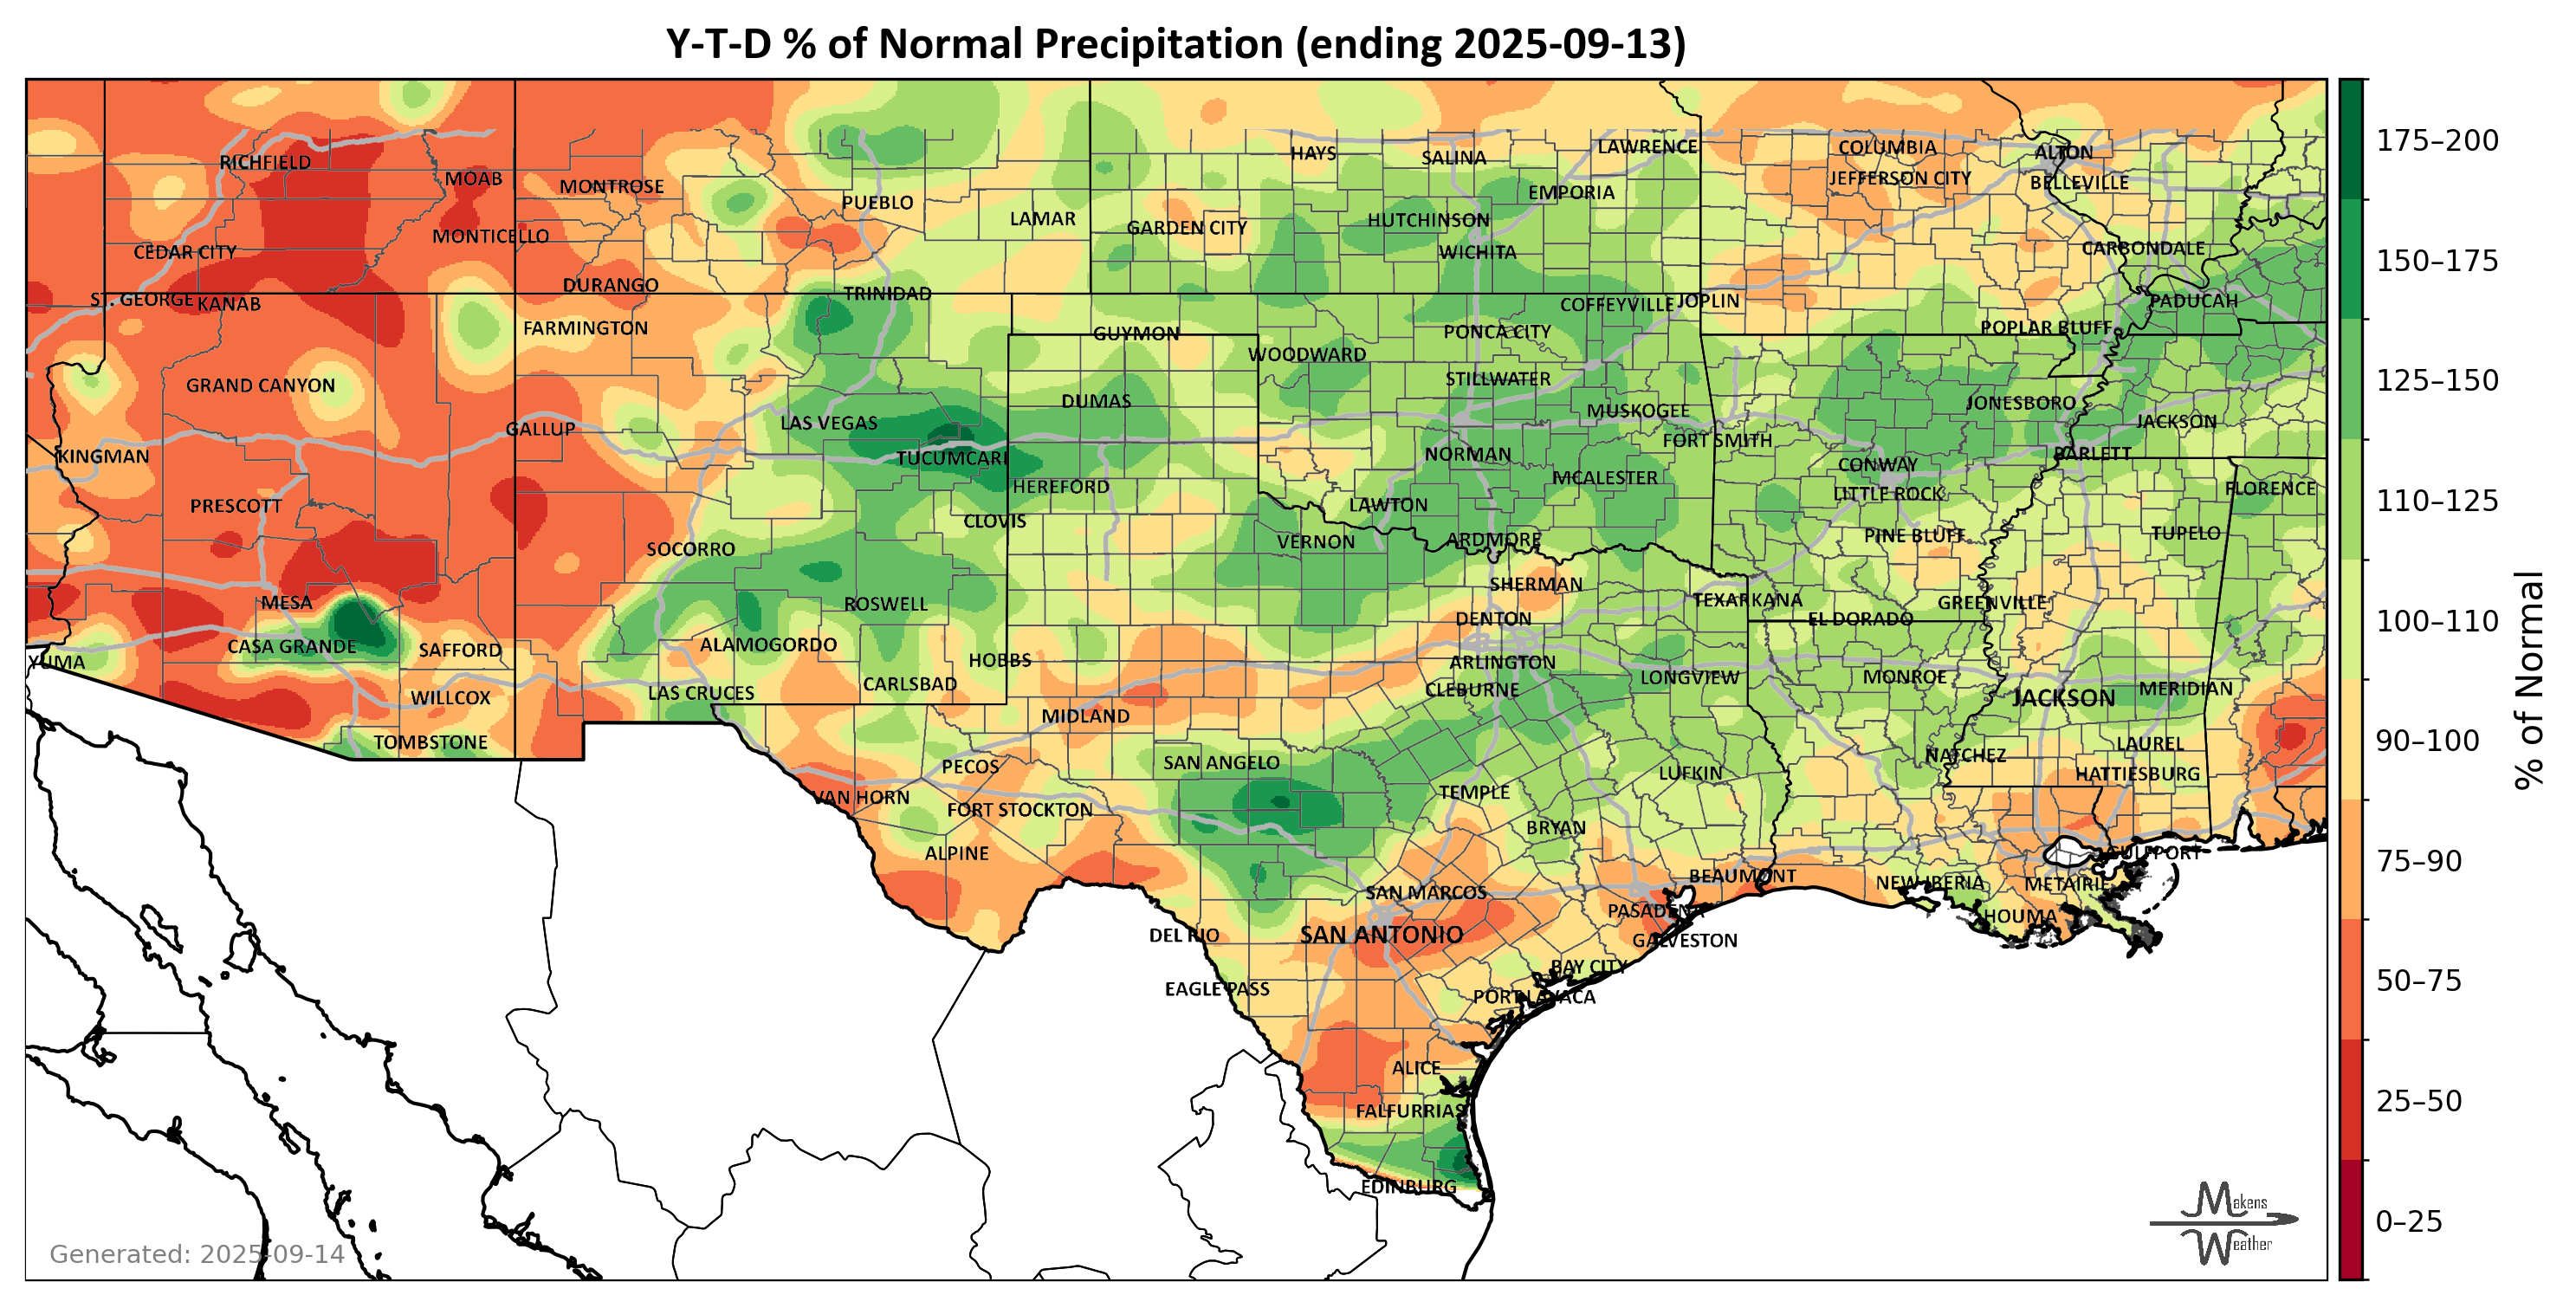 Y-T-D % of Normal Precipitation (ending 2025-09-13)
RICHFIELD
MOAB
MONTROSE
PUEBLO
LAMAR
HAYS
SALINA
LAWRENCE
COLUMBIA
ALTON
JEFFERSON CITY
BELLEVILLE
EMPORIA
MONTICELLO
GARDEN CITY
HUTCHINSON
WICHITA
CEDAR CITY
CARBONDALE
DURANGO
TRINIDAD
ST. GEORGE
KANAB
COFFEYVILLE
JOPLIN
PADUCAH
FARMINGTON
GUYMON
PONCA CITY
POPLAR BLUFF
WOODWARD
GRAND CANYON
STILLWATER
DUMAS
MUSKOGEE
JONESBORO
LAS VEGAS
GALLUP
FORT SMITH
JACKSON
KINGMAN
TUCUMCARI
NORMAN
CONWAY
BARLETT
HEREFORD
MCALESTER
LITTLE ROCK
FLORENCE
PRESCOTT
LAWTON
CLOVIS
SOCORRO
VERNON
ARDMORE
PINE BLUFF
TUPELO
SHERMAN
MESA
ROSWELL
TEXARKANA
GREENVILLE
DENTON
EL DORADO
CASA GRANDE
SAFFORD
ALAMOGORDO
YUMA
HOBBS
ARLINGTON
CLEBURNE
LONGVIEW
MONROE
MERIDIAN
WILLCOX
LAS CRUCES
CARLSBAD
JACKSON
MIDLAND
TOMBSTONE
PECOS
SAN ANGELO
NATCHEZ
LAUREL
LUFKIN
HATTIESBURG
VAN HORN
FORT STOCKTON
TEMPLE
BRYAN
ALPINE
GULFPORT
SAN MARCOS
BEAUMONT
NEW IBERIA
METAIRIE
PASADENA
HOUMA
DEL RIO
SAN ANTONIO
GALVESTON
BAY CITY
EAGLE PASS
PORT LAVACA
ALICE
FALFURRIAS
EDINBURG
175–200
150–175
125–150
110–125
100–110
90–100
75–90
50–75
25–50
0–25
% of Normal
Generated: 2025-09-14
Makens
Weather